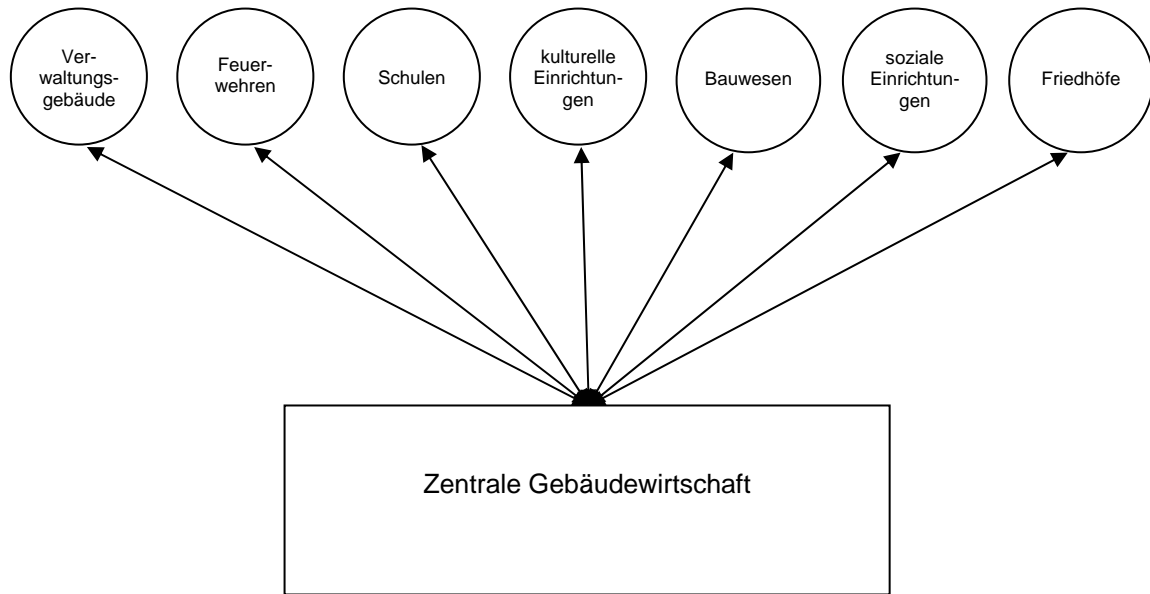 Ver-
waltungs-
gebäude
Feuer-
wehren
Schulen
kulturelle
Einrichtun-
gen
Bauwesen
soziale
Einrichtun-
gen
Friedhöfe
Zentrale Gebäudewirtschaft